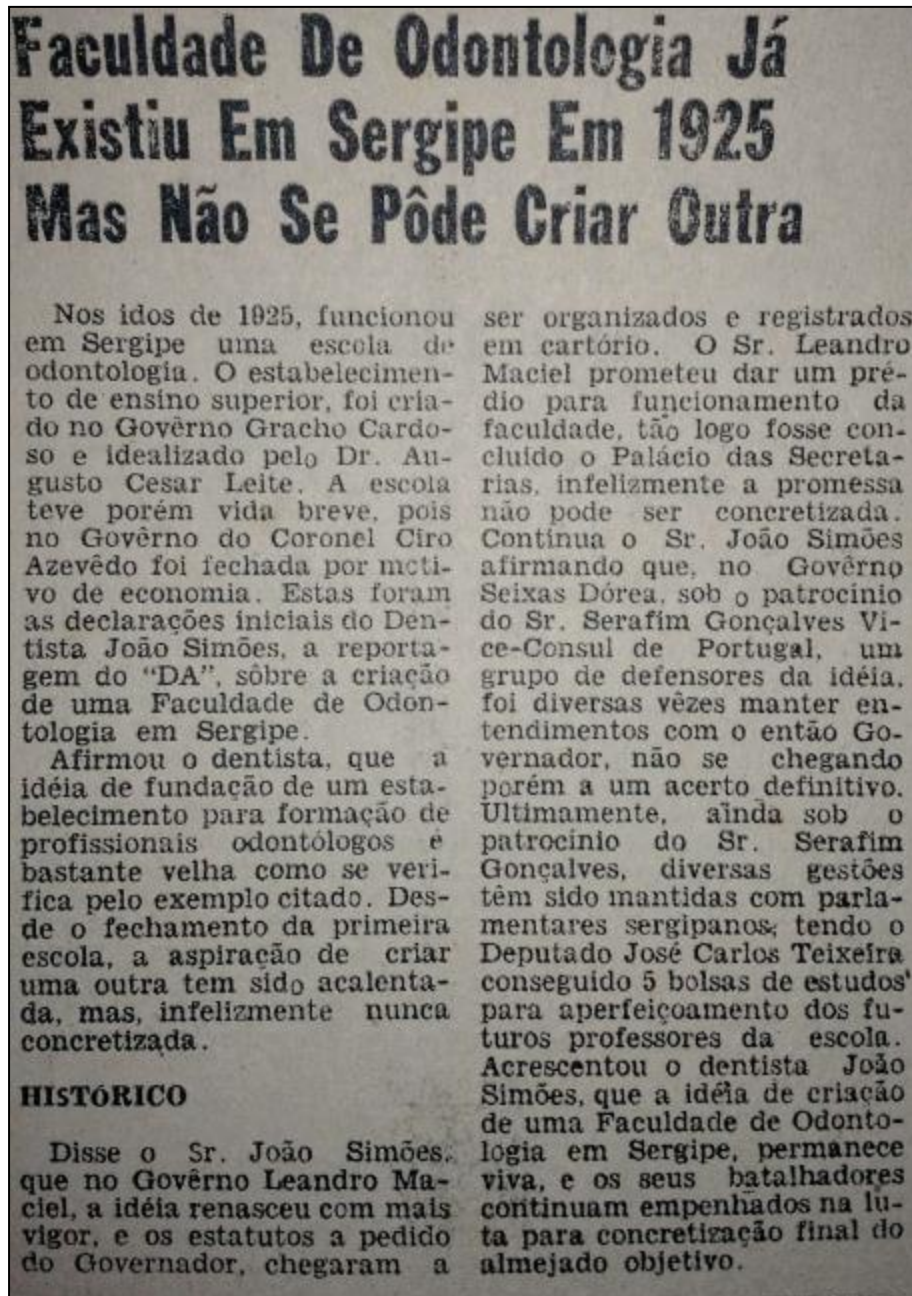 Faculdade De Odontologia Já
Existiu Em Sergipe Em 1925
Mas Não Se Pôde Criar Outra
Nos idos de 1925, funcionou
em Sergipe uma escola de
odontologia. O estabelecimen-
to de ensino superior, foi cria-
do no Govêrno Gracho Cardo-
so e idealizado pelo Dr. Au-
gusto Cesar Leite. A escola
teve porém vida breve, pois
no Govêrno do Coronel Ciro
Azevêdo foi fechada por moti-
vo de economia. Estas foram
as declarações iniciais do Den-
tista João Simões, a reporta-
gem do "DA", sôbre a criação
de uma Faculdade de Odon-
tologia em Sergipe.
Afirmou o dentista, que a
idéia de fundação de um esta-
belecimento para formação de
profissionais odontólogos é
bastante velha como se veri-
fica pelo exemplo citado. Des-
de o fechamento da primeira
escola, a aspiração de criar
uma outra tem sido acalenta-
da, mas, infelizmente nunca
concretizada.
HISTÓRICO
Disse o Sr. João Simões,
que no Govêrno Leandro Ma-
ciel, a idéia renasceu com mais
vigor, e os estatutos a pedido
do Governador, chegaram a
ser organizados e registrados
em cartório. O Sr. Leandro
Maciel prometeu dar um pré-
dio para funcionamento da
faculdade, tão logo fosse con-
cluido o Palácio das Secreta-
rias, infelizmente a promessa
não pode ser concretizada.
Continua o Sr. João Simões
afirmando que, no Govêrno
Seixas Dórea, sob o patrocinio
do Sr. Serafim Gonçalves Vi-
ce-Consul de Portugal, um
grupo de defensores da idéia,
foi diversas vêzes manter en-
tendimentos com o então Go-
vernador, não se chegando
porém a um acerto definitivo.
Ultimamente, ainda sob o
patrocinio do Sr. Serafim
Gonçalves, diversas gestões
têm sido mantidas com parla-
mentares sergipanos; tendo o
Deputado José Carlos Teixeira
conseguido 5 bolsas de estudos'
para aperfeiçoamento dos fu-
turos professores da escola.
Acrescentou o dentista João
Simões, que a idéia de criação
de uma Faculdade de Odonto-
logia em Sergipe, permanece
viva, e os seus batalhadores
continuam empenhados na lu-
ta para concretização final do
almejado objetivo.